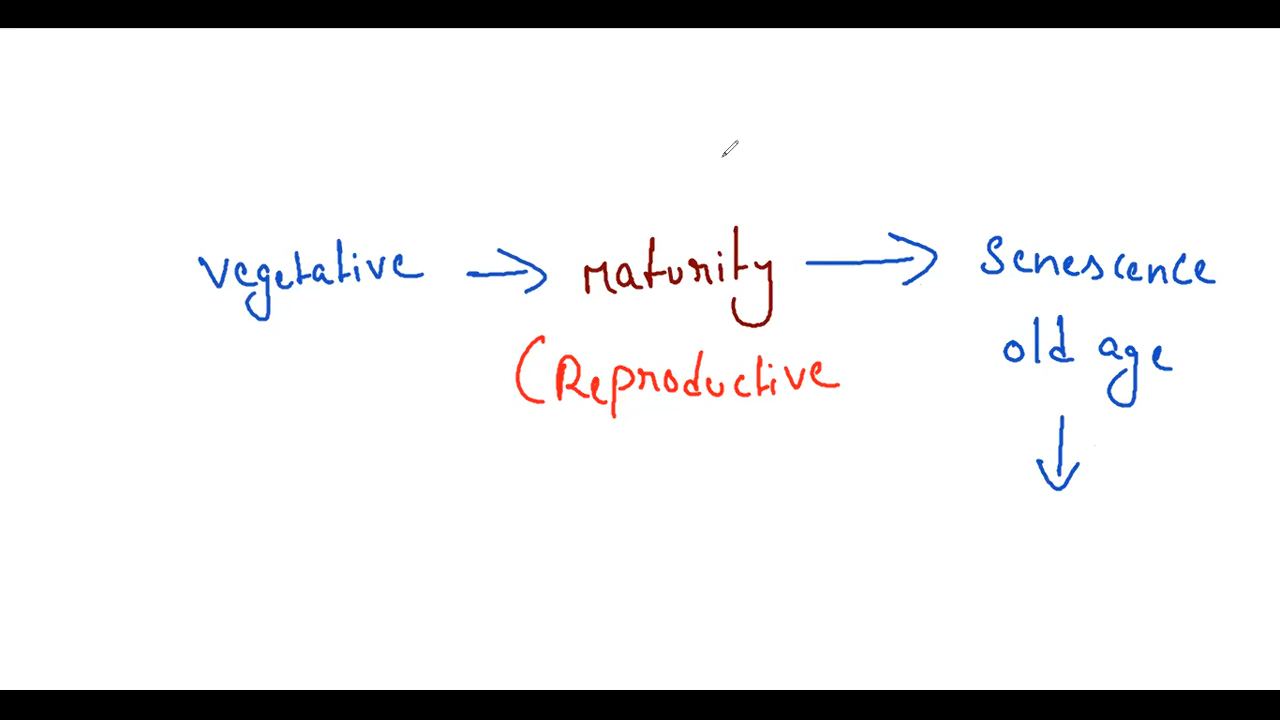 vegetative → maturity → Senescence
(Reproductive old age
↓